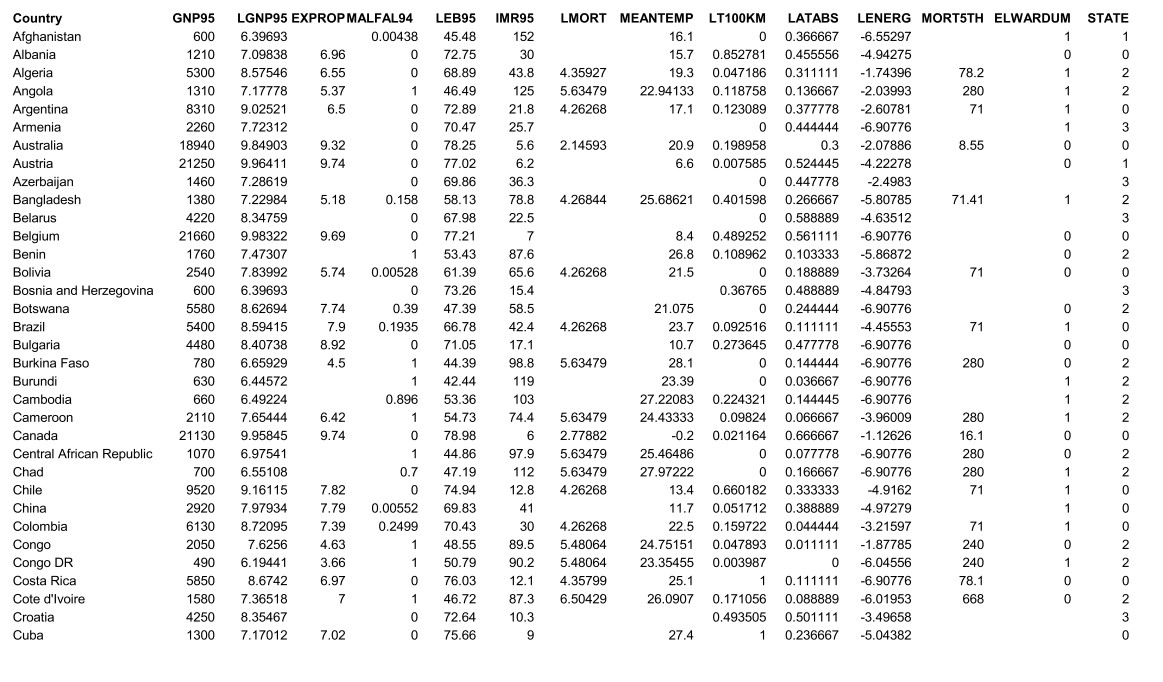 Country GNP95 LGNP95 EXPROP MALFAL94 LEB95 IMR95 LMORT MEANTEMP LT100KM LATABS LENERG MORT5TH ELWARDUM STATE
Afghanistan 600 6.39693 0.00438 45.48 152 16.1 0 0.366667 -6.55297 1 1
Albania 1210 7.09838 6.96 0 72.75 30 15.7 0.852781 0.455556 -4.94275 0 0
Algeria 5300 8.57546 6.55 0 68.89 43.8 4.35927 19.3 0.047186 0.311111 -1.74396 78.2 1 2
Angola 1310 7.17778 5.37 1 46.49 125 5.63479 22.94133 0.118758 0.136667 -2.03993 280 1 2
Argentina 8310 9.02521 6.5 0 72.89 21.8 4.26268 17.1 0.123089 0.377778 -2.60781 71 1 0
Armenia 2260 7.72312 0 70.47 25.7 0 0.444444 -6.90776 1 3
Australia 18940 9.84903 9.32 0 78.25 5.6 2.14593 20.9 0.198958 0.3 -2.07886 8.55 0 0
Austria 21250 9.96411 9.74 0 77.02 6.2 6.6 0.007585 0.524445 -4.22278 0 1
Azerbaijan 1460 7.28619 0 69.86 36.3 0 0.447778 -2.4983 3
Bangladesh 1380 7.22984 5.18 0.158 58.13 78.8 4.26844 25.68621 0.401598 0.266667 -5.80785 71.41 1 2
Belarus 4220 8.34759 0 67.98 22.5 0 0.588889 -4.63512 3
Belgium 21660 9.98322 9.69 0 77.21 7 8.4 0.489252 0.561111 -6.90776 0 0
Benin 1760 7.47307 1 53.43 87.6 26.8 0.108962 0.103333 -5.86872 0 2
Bolivia 2540 7.83992 5.74 0.00528 61.39 65.6 4.26268 21.5 0 0.188889 -3.73264 71 0 0
Bosnia and Herzegovina 600 6.39693 0 73.26 15.4 0.36765 0.488889 -4.84793 3
Botswana 5580 8.62694 7.74 0.39 47.39 58.5 21.075 0 0.244444 -6.90776 0 2
Brazil 5400 8.59415 7.9 0.1935 66.78 42.4 4.26268 23.7 0.092516 0.111111 -4.45553 71 1 0
Bulgaria 4480 8.40738 8.92 0 71.05 17.1 10.7 0.273645 0.477778 -6.90776 0 0
Burkina Faso 780 6.65929 4.5 1 44.39 98.8 5.63479 28.1 0 0.144444 -6.90776 280 0 2
Burundi 630 6.44572 1 42.44 119 23.39 0 0.036667 -6.90776 1 2
Cambodia 660 6.49224 0.896 53.36 103 27.22083 0.224321 0.144445 -6.90776 1 2
Cameroon 2110 7.65444 6.42 1 54.73 74.4 5.63479 24.43333 0.09824 0.066667 -3.96009 280 1 2
Canada 21130 9.95845 9.74 0 78.98 6 2.77882 -0.2 0.021164 0.666667 -1.12626 16.1 0 0
Central African Republic 1070 6.97541 1 44.86 97.9 5.63479 25.46486 0 0.077778 -6.90776 280 0 2
Chad 700 6.55108 0.7 47.19 112 5.63479 27.97222 0 0.166667 -6.90776 280 1 2
Chile 9520 9.16115 7.82 0 74.94 12.8 4.26268 13.4 0.660182 0.333333 -4.9162 71 1 0
China 2920 7.97934 7.79 0.00552 69.83 41 11.7 0.051712 0.388889 -4.97279 1 0
Colombia 6130 8.72095 7.39 0.2499 70.43 30 4.26268 22.5 0.159722 0.044444 -3.21597 71 1 0
Congo 2050 7.6256 4.63 1 48.55 89.5 5.48064 24.75151 0.047893 0.011111 -1.87785 240 0 2
Congo DR 490 6.19441 3.66 1 50.79 90.2 5.48064 23.35455 0.003987 0 -6.04556 240 1 2
Costa Rica 5850 8.6742 6.97 0 76.03 12.1 4.35799 25.1 1 0.111111 -6.90776 78.1 0 0
Cote d'Ivoire 1580 7.36518 7 1 46.72 87.3 6.50429 26.0907 0.171056 0.088889 -6.01953 668 0 2
Croatia 4250 8.35467 0 72.64 10.3 0.493505 0.501111 -3.49658 3
Cuba 1300 7.17012 7.02 0 75.66 9 27.4 1 0.236667 -5.04382 0